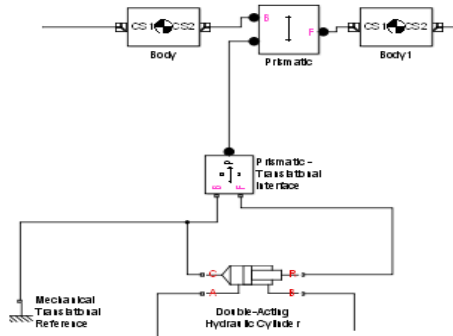 CS1 CS2
Body
B
F
Prismatic
CS1 CS2
Body1
Prismatic –
Translational
Interface
C
R
A
B
Mechanical
Translational
Reference
Double-Acting
Hydraulic Cylinder